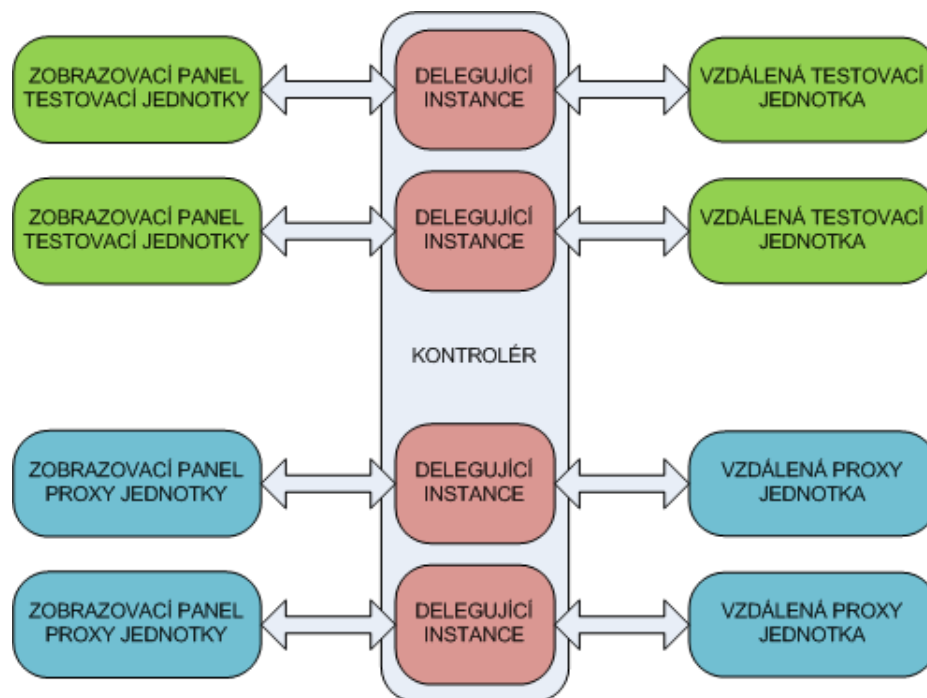 ZOBRAZOVACÍ PANEL
TESTOVACÍ JEDNOTKY
DELEGUJÍCÍ
INSTANCE
VZDÁLENÁ TESTOVACÍ
JEDNOTKA
ZOBRAZOVACÍ PANEL
TESTOVACÍ JEDNOTKY
DELEGUJÍCÍ
INSTANCE
VZDÁLENÁ TESTOVACÍ
JEDNOTKA
KONTROLÉR
ZOBRAZOVACÍ PANEL
PROXY JEDNOTKY
DELEGUJÍCÍ
INSTANCE
VZDÁLENÁ PROXY
JEDNOTKA
ZOBRAZOVACÍ PANEL
PROXY JEDNOTKY
DELEGUJÍCÍ
INSTANCE
VZDÁLENÁ PROXY
JEDNOTKA